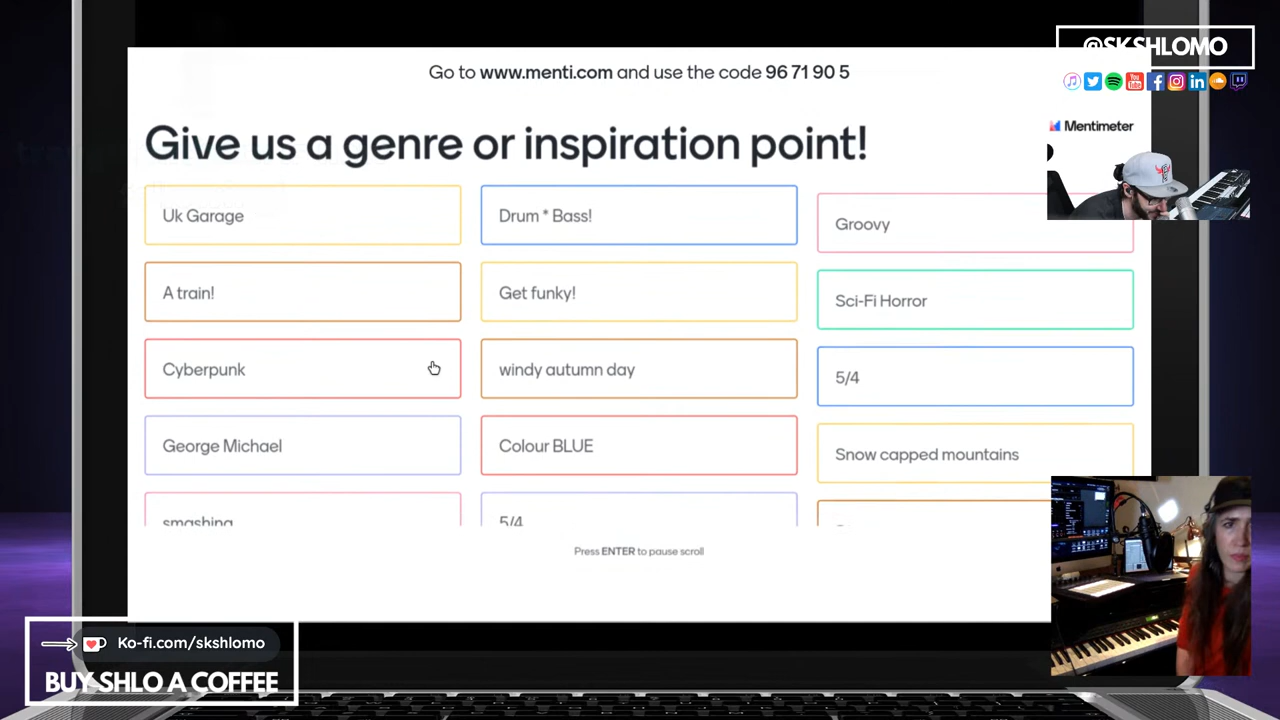 @SKSHLOMO
Go to www.menti.com and use the code 96 71 90 5
Mentimeter
Give us a genre or inspiration point!
Uk Garage
Drum * Bass!
Groovy
A train!
Get funky!
Sci-Fi Horror
Cyberpunk
windy autumn day
5/4
George Michael
Colour BLUE
Snow capped mountains
smashing
5/4
Press ENTER to pause scroll
Ko-fi.com/skshlomo
BUY SHLO A COFFEE